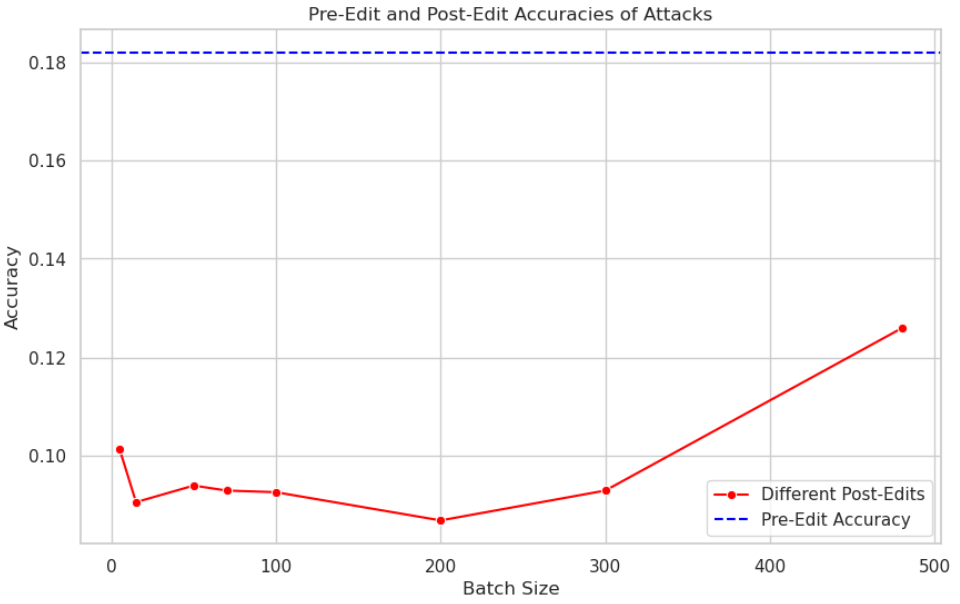 Pre-Edit and Post-Edit Accuracies of Attacks
0.18
0.16
0.14
0.12
0.10
Accuracy
Different Post-Edits
Pre-Edit Accuracy
0 100 200 300 400 500
Batch Size